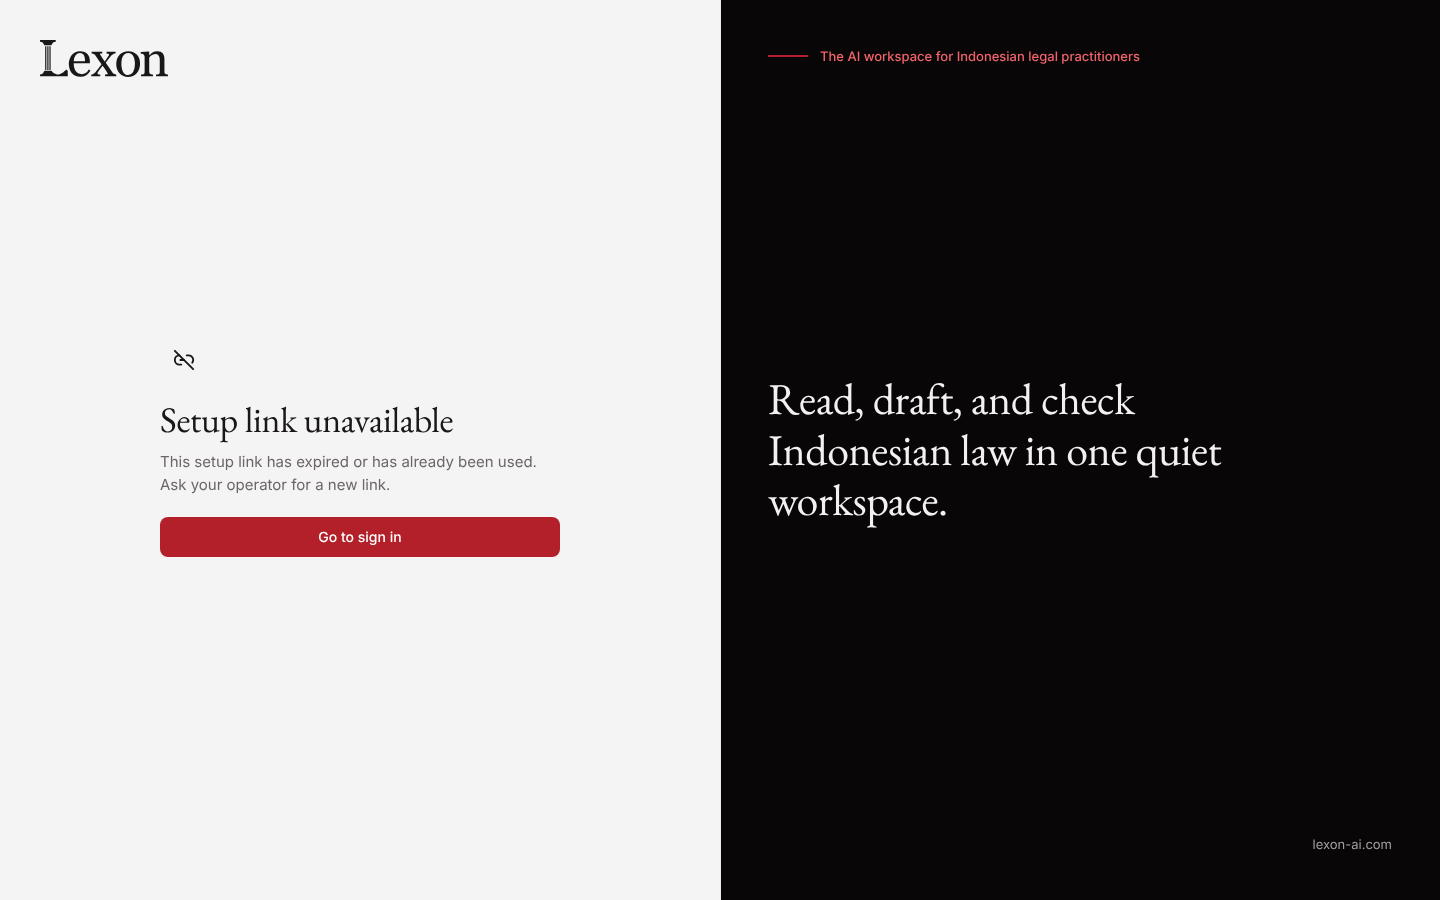 Lexon
Setup link unavailable
This setup link has expired or has already been used.
Ask your operator for a new link.
Go to sign in
The AI workspace for Indonesian legal practitioners
Read, draft, and check
Indonesian law in one quiet
workspace.
lexon-ai.com